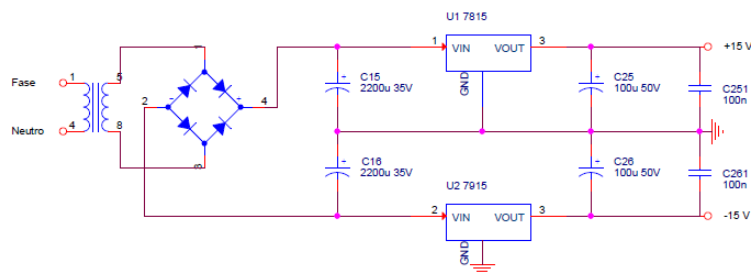 U1 7815
1
VIN
VOUT
3
+15 V
GND
Fase
1
5
1
2
4
+
Neutro
4
8
3
+
C15
2200u 35V
+
C25
100u 50V
C251
100n
+
C16
2200u 35V
+
C26
100u 50V
C261
100n
U2 7915
2
VIN
VOUT
3
-15 V
GND